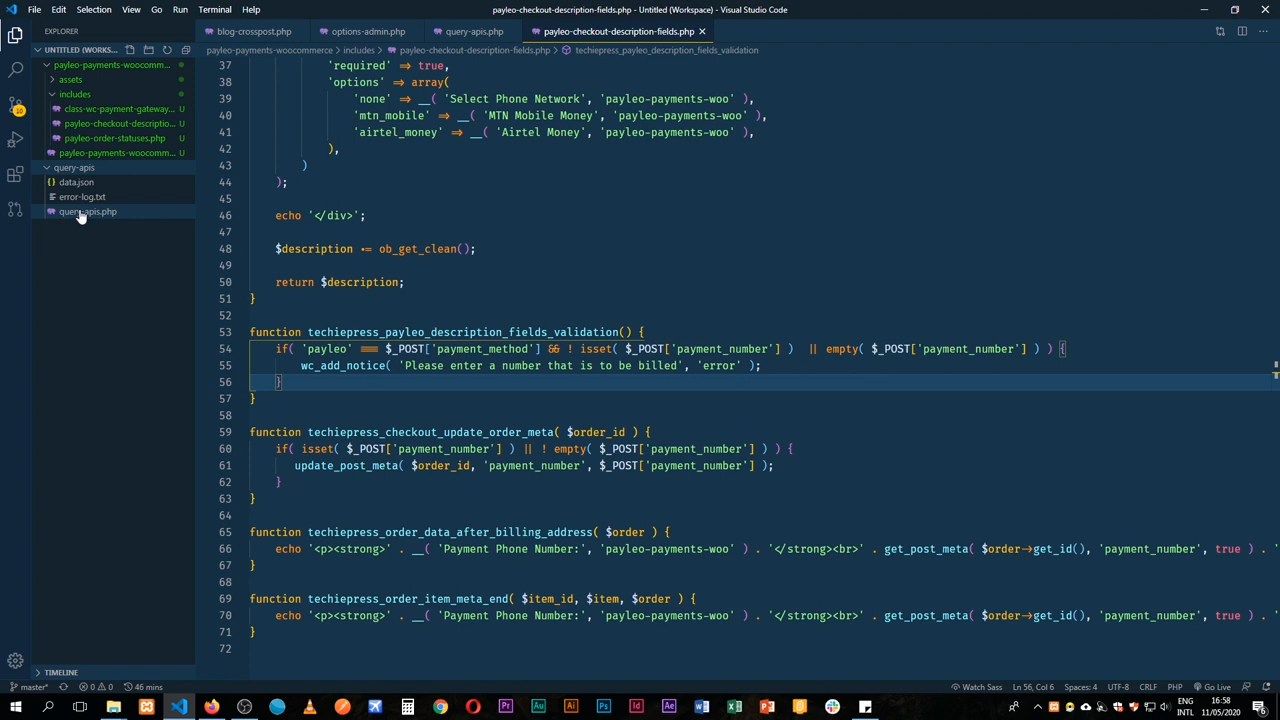 File Edit Selection View Go Run Terminal Help
payleo-checkout-description-fields.php - Untitled (Workspace) - Visual Studio Code
EXPLORER
blog-crosspost.php
options-admin.php
query-apis.php
payleo-checkout-description-fields.php
UNTITLED (WORKS...
payleo-payments-woocommerce > includes > payleo-checkout-description-fields.php > techiepress_payleo_description_fields_validation
payleo-payments-woocomm...
assets
includes
class-wc-payment-gateway... U
payleo-checkout-descriptio... U
payleo-order-statuses.php U
payleo-payments-woocomm... U
query-apis
data.json
error-log.txt
query-apis.php
10
37 'required' => true,
38 'options' => array(
39 'none' => __( 'Select Phone Network', 'payleo-payments-woo' ),
40 'mtn_mobile' => __( 'MTN Mobile Money', 'payleo-payments-woo' ),
41 'airtel_money' => __( 'Airtel Money', 'payleo-payments-woo' ),
42 ),
43 )
44 );
45
46 echo '</div>';
47
48 $description .= ob_get_clean();
49
50 return $description;
51 }
52
53 function techiepress_payleo_description_fields_validation() {
54 if( 'payleo' === $_POST['payment_method'] && ! isset( $_POST['payment_number'] ) || empty( $_POST['payment_number'] ) ) {
55 wc_add_notice( 'Please enter a number that is to be billed', 'error' );
56 }
57 }
58
59 function techiepress_checkout_update_order_meta( $order_id ) {
60 if( isset( $_POST['payment_number'] ) || ! empty( $_POST['payment_number'] ) ) {
61 update_post_meta( $order_id, 'payment_number', $_POST['payment_number'] );
62 }
63 }
64
65 function techiepress_order_data_after_billing_address( $order ) {
66 echo '<p><strong>' . __( 'Payment Phone Number:', 'payleo-payments-woo' ) . '</strong><br>' . get_post_meta( $order->get_id(), 'payment_number', true ) . '
67 }
68
69 function techiepress_order_item_meta_end( $item_id, $item, $order ) {
70 echo '<p><strong>' . __( 'Payment Phone Number:', 'payleo-payments-woo' ) . '</strong><br>' . get_post_meta( $order->get_id(), 'payment_number', true ) . '
71 }
72
TIMELINE
master* 0 0 46 mins
Watch Sass Ln 56, Col 6 Spaces: 4 UTF-8 CRLF PHP Go Live
Pr Au Ai Ps Id Ae
ENG
INTL
16:58
11/05/2020